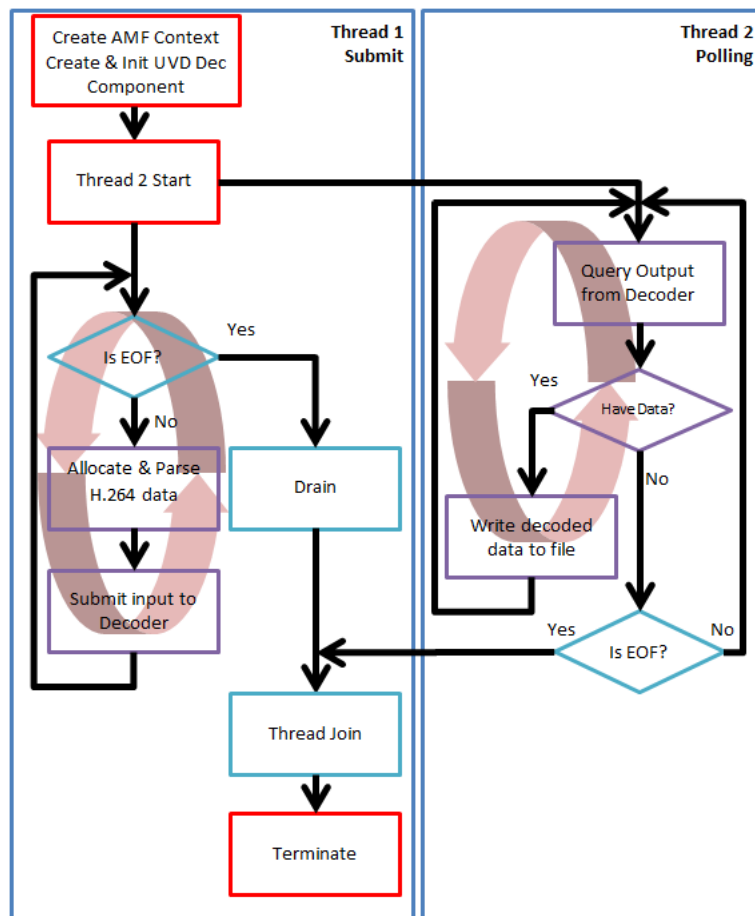 Thread 1
Submit
Thread 2
Polling
Create AMF Context
Create & Init UVD Dec
Component
Thread 2 Start
Query Output
from Decoder
Is EOF?
Yes
No
Allocate & Parse
H.264 data
Drain
Submit input to
Decoder
Have Data?
Yes
No
Write decoded
data to file
Is EOF?
Yes
No
Thread Join
Terminate